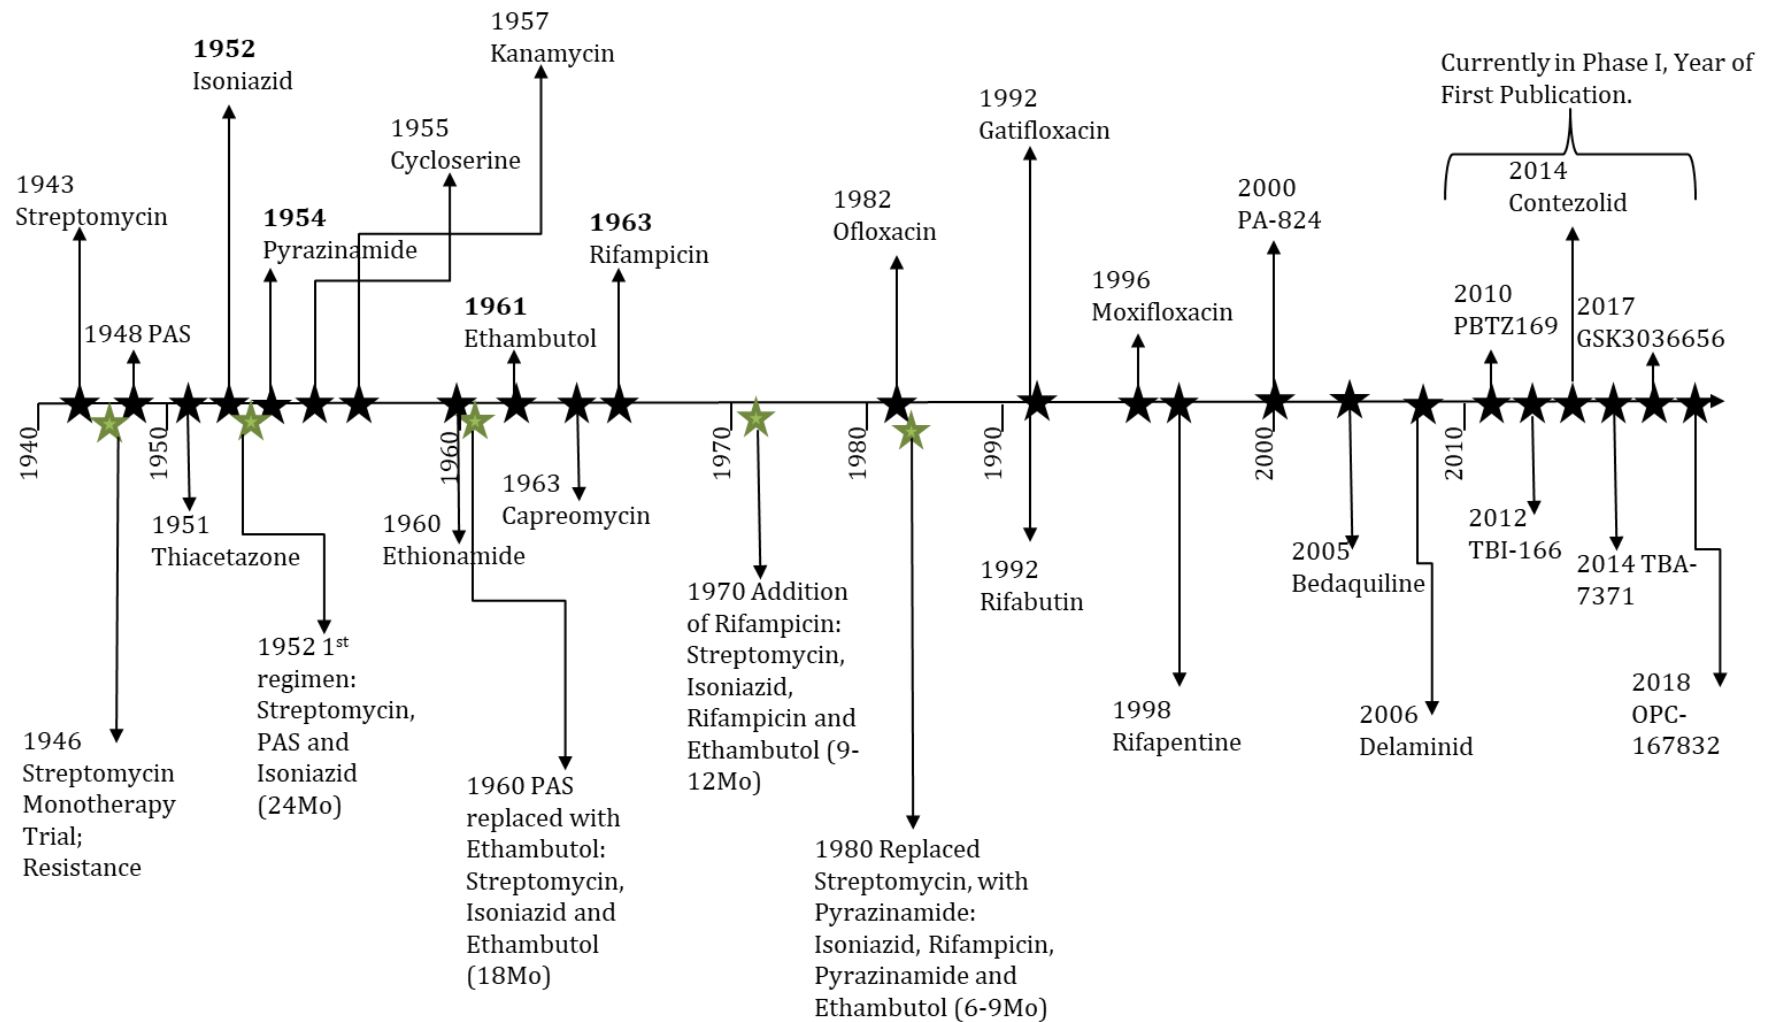 1957
Kanamycin
1952
Isoniazid
Currently in Phase I, Year of
First Publication.
1992
Gatifloxacin
1955
Cycloserine
2014
Contezolid
1943
Streptomycin
2000
PA-824
1982
Ofloxacin
1954
Pyrazinamide
1963
Rifampicin
1996
Moxifloxacin
2010
PBTZ169
2017
GSK3036656
1961
Ethambutol
1948 PAS
1940
1950
1960
1970
1980
1990
2000
2010
1951
Thiacetazone
1960
Ethionamide
1963
Capreomycin
1992
Rifabutin
2005
Bedaquiline
2012
TBI-166
2014 TBA-
7371
1952 1st
regimen:
Streptomycin,
PAS and
Isoniazid
(24Mo)
1970 Addition
of Rifampicin:
Streptomycin,
Isoniazid,
Rifampicin and
Ethambutol (9-
12Mo)
1998
Rifapentine
2006
Delaminid
2018
OPC-
167832
1946
Streptomycin
Monotherapy
Trial;
Resistance
1960 PAS
replaced with
Ethambutol:
Streptomycin,
Isoniazid and
Ethambutol
(18Mo)
1980 Replaced
Streptomycin, with
Pyrazinamide:
Isoniazid, Rifampicin,
Pyrazinamide and
Ethambutol (6-9Mo)